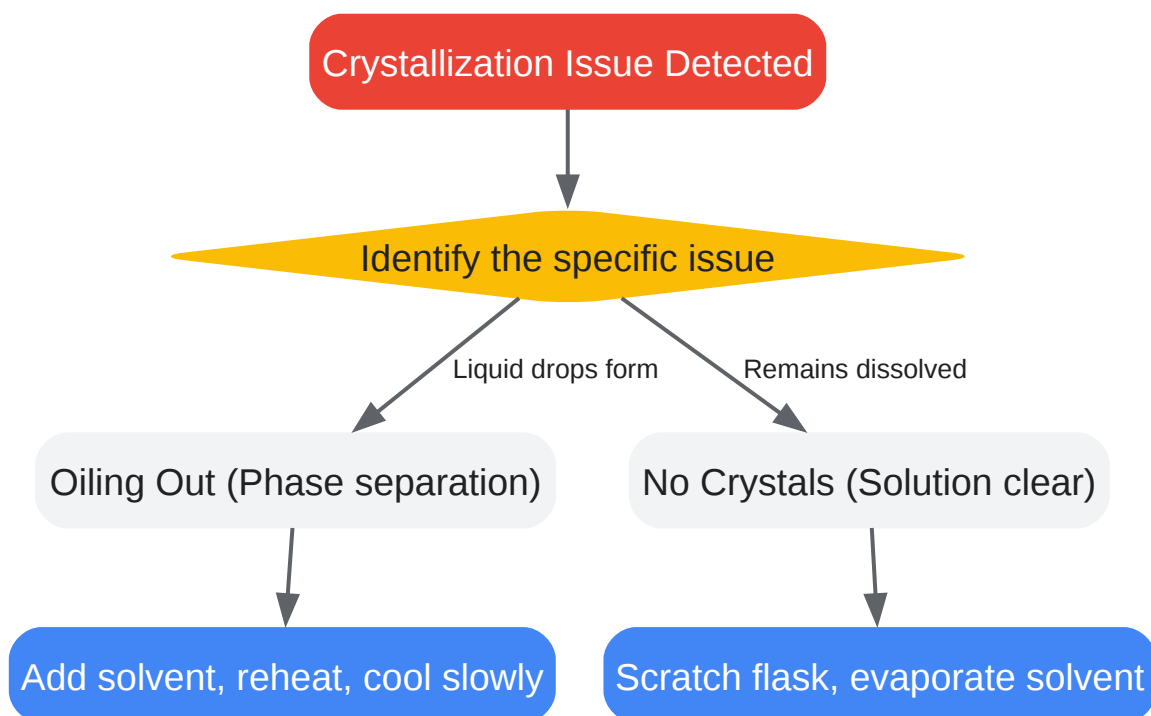 Crystallization Issue Detected
Identify the specific issue
Liquid drops form
Remains dissolved
Oiling Out (Phase separation)
No Crystals (Solution clear)
Add solvent, reheat, cool slowly
Scratch flask, evaporate solvent